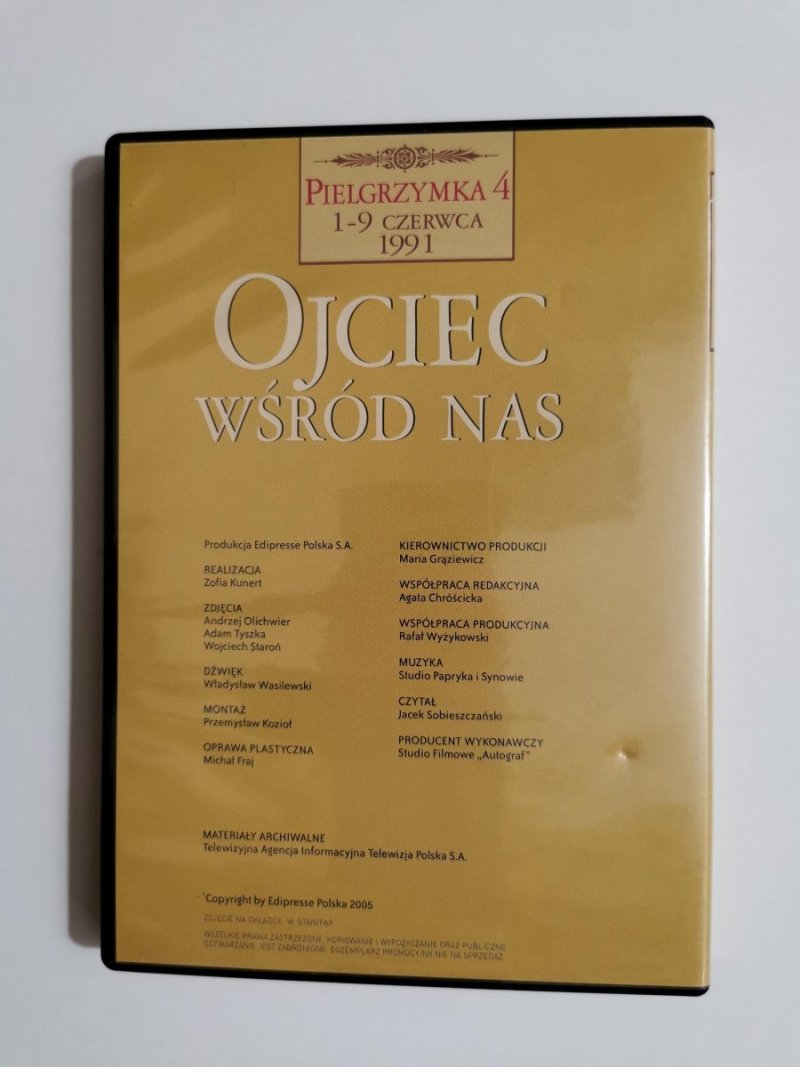 PIELGRZYMKA 4
1-9 CZERWCA
1991
OJCIEC
WŚRÓD NAS
Produkcja Edipresse Polska S.A.
REALIZACJA
Zofia Kunert
ZDJĘCIA
Andrzej Olichwier
Adam Tyszka
Wojciech Staroń
DŹWIĘK
Władysław Wasilewski
MONTAŻ
Przemysław Kozioł
OPRAWA PLASTYCZNA
Michał Fraj
KIEROWNICTWO PRODUKCJI
Maria Grąziewicz
WSPÓŁPRACA REDAKCYJNA
Agata Chróścicka
WSPÓŁPRACA PRODUKCYJNA
Rafał Wyżykowski
MUZYKA
Studio Papryka i Synowie
CZYTAŁ
Jacek Sobieszczański
PRODUCENT WYKONAWCZY
Studio Filmowe „Autograf”
MATERIAŁY ARCHIWALNE
Telewizyjna Agencja Informacyjna Telewizja Polska S.A.
Copyright by Edipresse Polska 2005
ZDJĘCIE NA OKŁADCE: W. STAN/PAP
WSZELKIE PRAWA ZASTRZEŻONE. KOPIOWANIE I WYPOŻYCZANIE ORAZ PUBLICZNE
ODTWARZANIE JEST ZABRONIONE. EGZEMPLARZ PROMOCYJNY NIE NA SPRZEDAŻ.